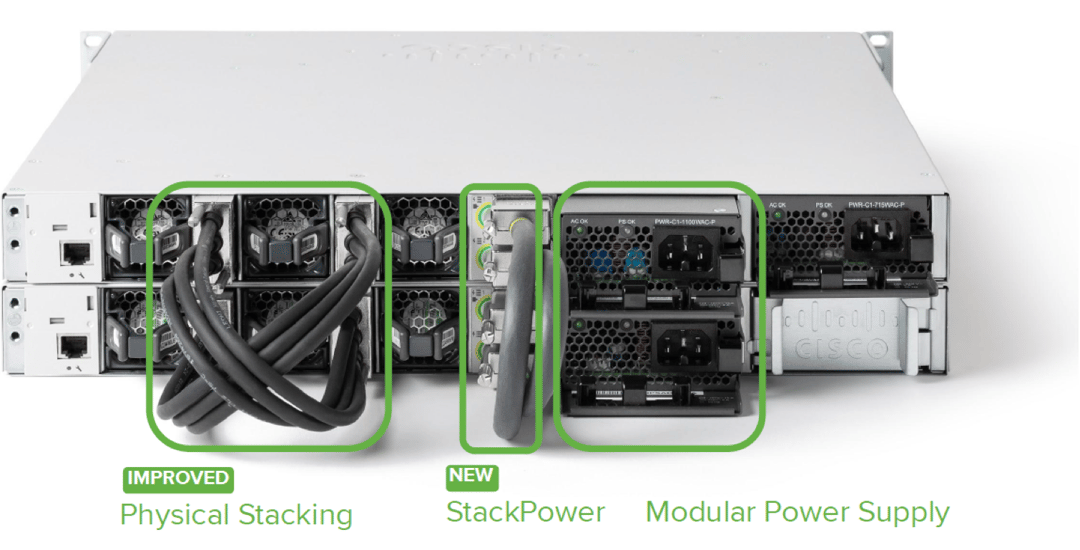 AC OK
PS OK
PWR-C1-1100WAC-P
AC OK
PS OK
PWR-C1-715WAC-P
CISCO
IMPROVED
Physical Stacking
NEW
StackPower
Modular Power Supply